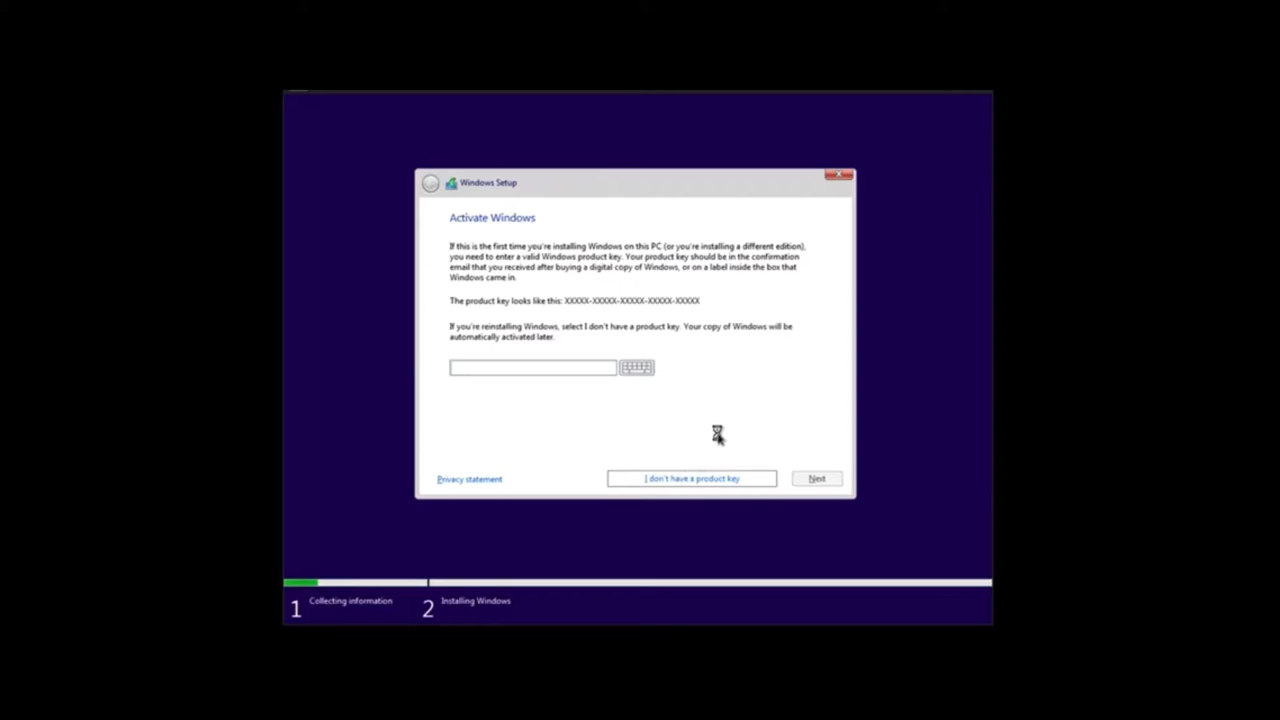 Windows Setup
Activate Windows
If this is the first time you're installing Windows on this PC (or you're installing a different edition),
you need to enter a valid Windows product key. Your product key should be in the confirmation
email that you received after buying a digital copy of Windows, or on a label inside the box that
Windows came in.
The product key looks like this: XXXXX-XXXXX-XXXXX-XXXXX-XXXXX
If you're reinstalling Windows, select I don't have a product key. Your copy of Windows will be
automatically activated later.
Privacy statement
I don't have a product key
Next
1 Collecting information
2 Installing Windows